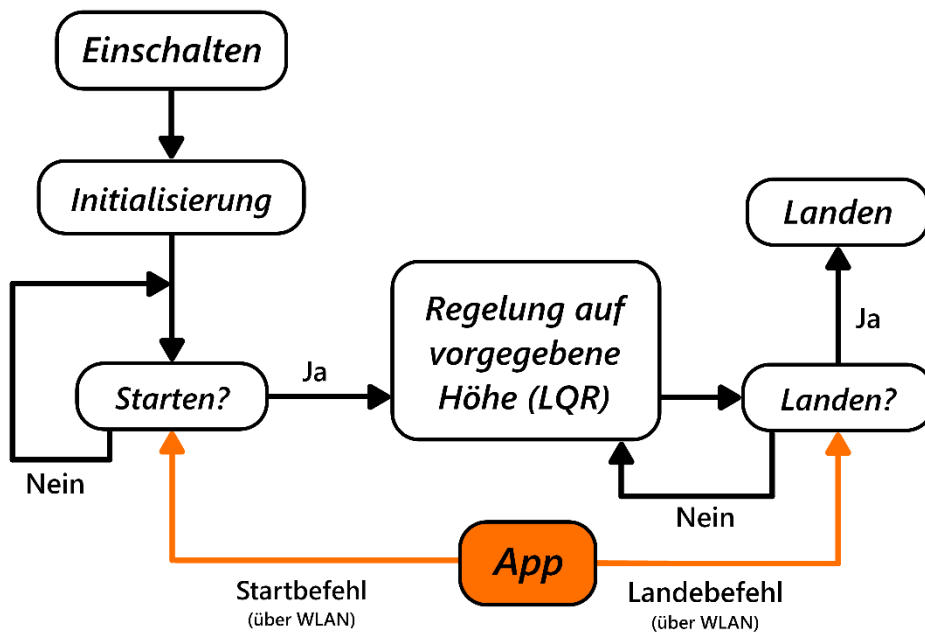 Einschalten
Initialisierung
Landen
Regelung auf
vorgegebene
Höhe (LQR)
Ja
Ja
Starten?
Landen?
Nein
Nein
App
Startbefehl
(über WLAN)
Landebefehl
(über WLAN)